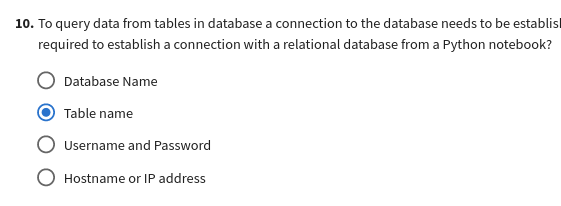 10. To query data from tables in database a connection to the database needs to be
required to establish a connection with a relational database from a Python notebook?
Database Name
Table name
Username and Password
Hostname or IP address